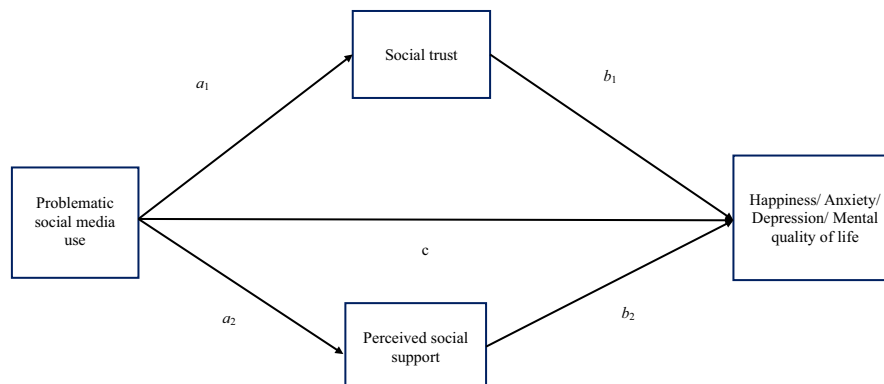 Social trust
a₁
b₁
Problematic
social media
use
Happiness/ Anxiety/
Depression/ Mental
quality of life
c
a₂
b₂
Perceived social
support